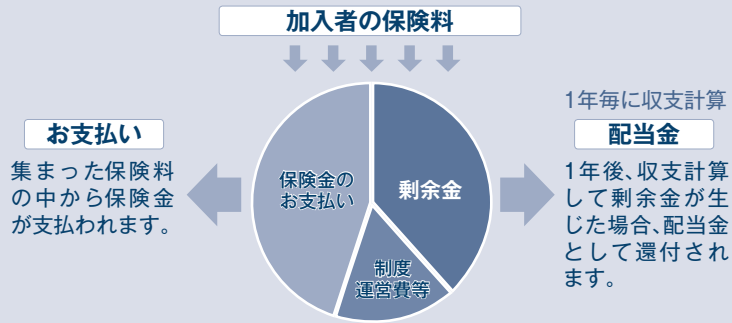 加入者の保険料
お支払い
集まった保険料
の中から保険金
が支払われます。
保険金の
お支払い
剰余金
制度
運営費等
1年毎に収支計算
配当金
1年後、収支計算
して剰余金が生
じた場合、配当金
として還付され
ます。